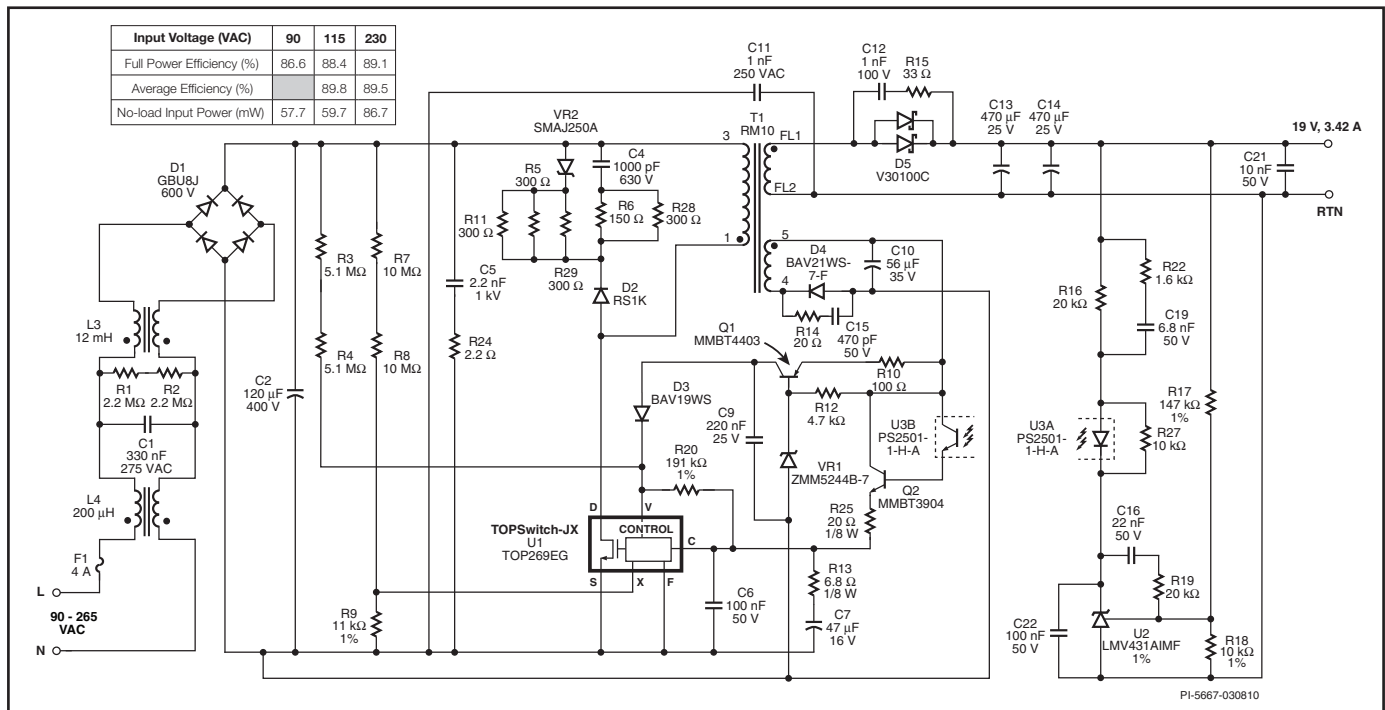 Input Voltage (VAC) 90 115 230
Full Power Efficiency (%) 86.6 88.4 89.1
Average Efficiency (%) 89.8 89.5
No-load Input Power (mW) 57.7 59.7 86.7
C11
1 nF
250 VAC
C12
1 nF
100 V
R15
33 Ω
VR2
SMAJ250A
T1
RM10
3
FL1
FL2
1
5
4
D5
V30100C
C13
470 µF
25 V
C14
470 µF
25 V
19 V, 3.42 A
C21
10 nF
50 V
RTN
D1
GBU8J
600 V
R5
300 Ω
C4
1000 pF
630 V
R11
300 Ω
R6
150 Ω
R28
300 Ω
R29
300 Ω
D2
RS1K
R3
5.1 MΩ
R7
10 MΩ
C5
2.2 nF
1 kV
D4
BAV21WS-
7-F
C10
56 µF
35 V
R14
20 Ω
C15
470 pF
50 V
R16
20 kΩ
R22
1.6 kΩ
C19
6.8 nF
50 V
L3
12 mH
R1
2.2 MΩ
R2
2.2 MΩ
C1
330 nF
275 VAC
L4
200 µH
F1
4 A
L
90 - 265
VAC
N
C2
120 µF
400 V
R4
5.1 MΩ
R8
10 MΩ
R24
2.2 Ω
R9
11 kΩ
1%
Q1
MMBT4403
R10
100 Ω
D3
BAV19WS
C9
220 nF
25 V
R12
4.7 kΩ
U3B
PS2501-
1-H-A
VR1
ZMM5244B-7
Q2
MMBT3904
R20
191 kΩ
1%
R25
20 Ω
1/8 W
D
V
CONTROL
C
S
X
F
TOPSwitch-JX
U1
TOP269EG
C6
100 nF
50 V
R13
6.8 Ω
1/8 W
C7
47 µF
16 V
U3A
PS2501-
1-H-A
R27
10 kΩ
R17
147 kΩ
1%
C16
22 nF
50 V
R19
20 kΩ
C22
100 nF
50 V
U2
LMV431AIMF
1%
R18
10 kΩ
1%
PI-5667-030810